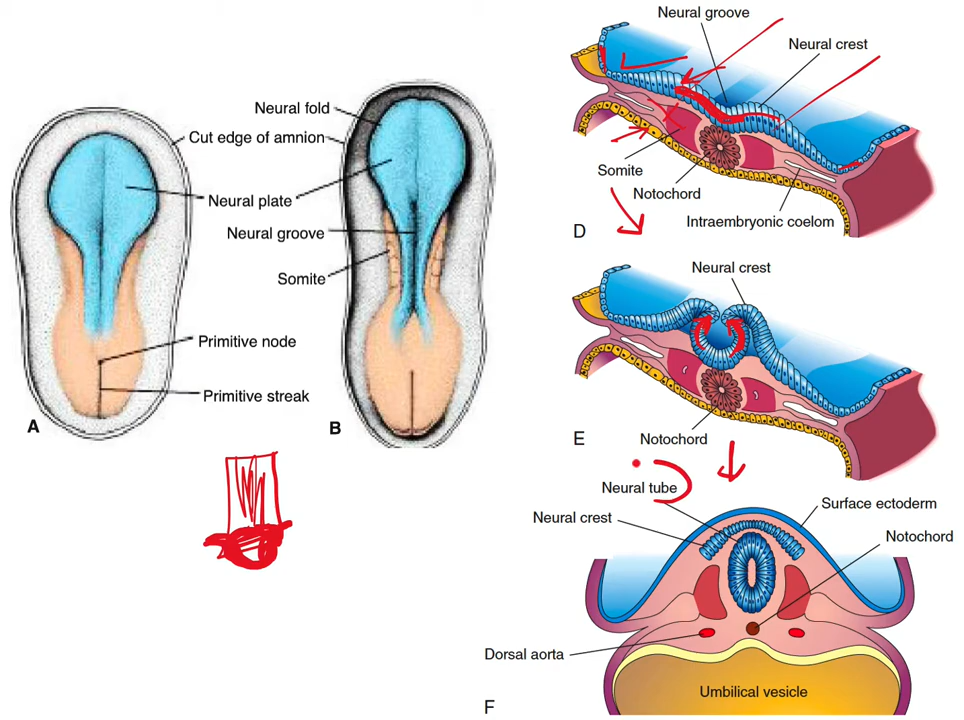 Neural fold
Cut edge of amnion
Neural plate
Neural groove
Somite
Primitive node
Primitive streak
A
B
Neural groove
Neural crest
Somite
Notochord
Intraembryonic coelom
D
Neural crest
Notochord
E
Neural tube
Neural crest
Surface ectoderm
Notochord
Dorsal aorta
Umbilical vesicle
F